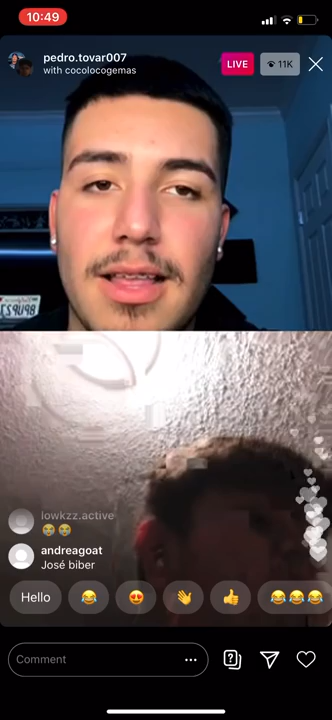 10:49
pedro.tovar007
with cocolocogemas
LIVE
11K
lowkzz.active
😭 😭
andreagoat
José biber
Hello
Comment